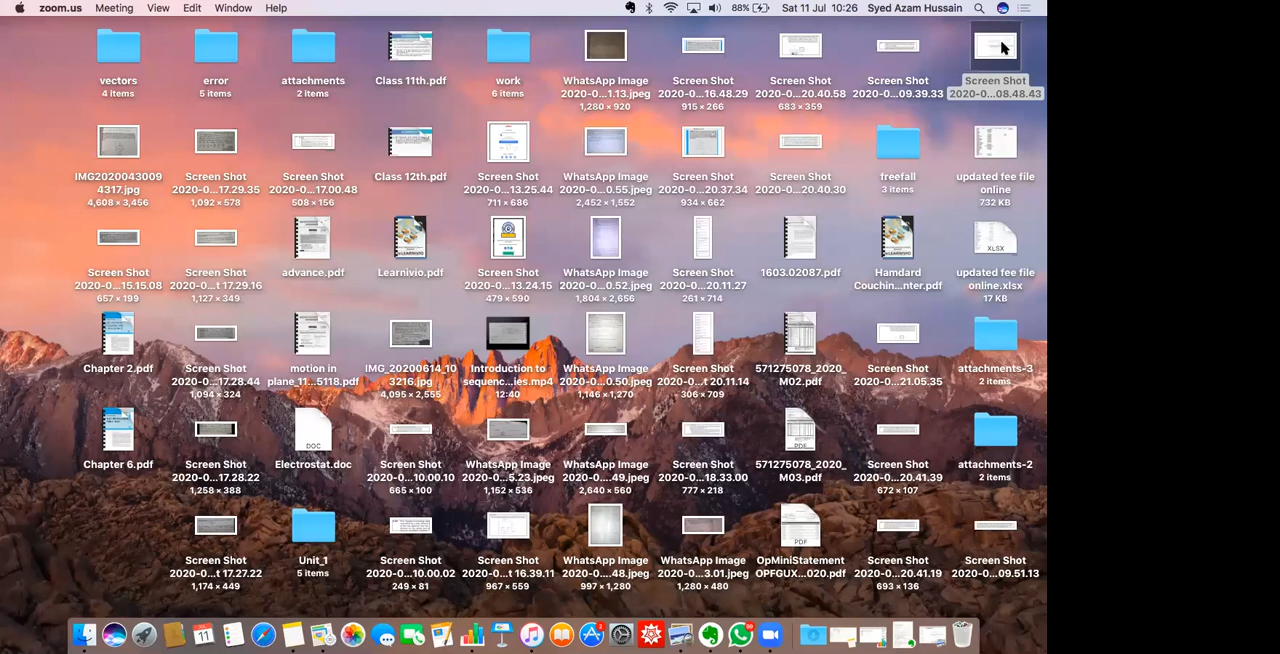 zoom.us Meeting View Edit Window Help 88% Sat 11 Jul 10:26 Syed Azam Hussain
vectors
4 items
error
5 items
attachments
2 items
Class 11th.pdf
work
6 items
WhatsApp Image
2020-0...1.13.jpeg
1,280 × 920
Screen Shot
2020-0...16.48.29
915 × 266
Screen Shot
2020-0...20.40.58
683 × 359
Screen Shot
2020-0...09.39.33
Screen Shot
2020-0...08.48.43
IMG2020043009
4317.jpg
4,608 × 3,456
Screen Shot
2020-0...17.29.35
1,092 × 578
Screen Shot
2020-0...17.00.48
508 × 156
Class 12th.pdf
Screen Shot
2020-0...13.25.44
711 × 686
WhatsApp Image
2020-0...0.55.jpeg
2,452 × 1,552
Screen Shot
2020-0...20.37.34
934 × 662
Screen Shot
2020-0...20.40.30
freefall
3 items
updated fee file
online
732 KB
Screen Shot
2020-0...15.15.08
657 × 199
Screen Shot
2020-0...t 17.29.16
1,127 × 349
advance.pdf
Learnivio.pdf
Screen Shot
2020-0...13.24.15
479 × 590
WhatsApp Image
2020-0...0.52.jpeg
1,804 × 2,656
Screen Shot
2020-0...20.11.27
261 × 714
1603.02087.pdf
Hamdard
Couchin...nter.pdf
XLSX
updated fee file
online.xlsx
17 KB
Chapter 2.pdf
Screen Shot
2020-0...17.28.44
1,094 × 324
motion in
plane_11...5118.pdf
IMG_20200614_10
3216.jpg
4,095 × 2,555
Introduction to
sequenc...ies.mp4
12:40
WhatsApp Image
2020-0...0.50.jpeg
1,146 × 1,270
Screen Shot
2020-0...t 20.11.14
306 × 709
571275078_2020_
M02.pdf
Screen Shot
2020-0...21.05.35
attachments-3
2 items
Chapter 6.pdf
Screen Shot
2020-0...17.28.22
1,258 × 388
DOC
Electrostat.doc
Screen Shot
2020-0...10.00.10
665 × 100
WhatsApp Image
2020-0...5.23.jpeg
1,152 × 536
WhatsApp Image
2020-0....49.jpeg
2,640 × 560
Screen Shot
2020-0...18.33.00
777 × 218
PDF
571275078_2020_
M03.pdf
Screen Shot
2020-0...20.41.39
672 × 107
attachments-2
2 items
Screen Shot
2020-0...t 17.27.22
1,174 × 449
Unit_1
5 items
Screen Shot
2020-0...10.00.02
249 × 81
Screen Shot
2020-0...t 16.39.11
967 × 559
WhatsApp Image
2020-0....48.jpeg
997 × 1,280
WhatsApp Image
2020-0...3.01.jpeg
1,280 × 480
PDF
OpMiniStatement
OPFGUX...020.pdf
Screen Shot
2020-0...20.41.19
693 × 136
Screen Shot
2020-0...09.51.13
JUL
11